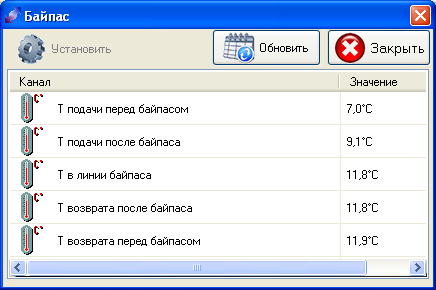 Байпас
Установить
Обновить
Закрыть
Канал Значение
C° Т подачи перед байпасом 7,0°C
C° Т подачи после байпаса 9,1°C
C° Т в линии байпаса 11,8°C
C° Т возврата после байпаса 11,8°C
C° Т возврата перед байпасом 11,9°C